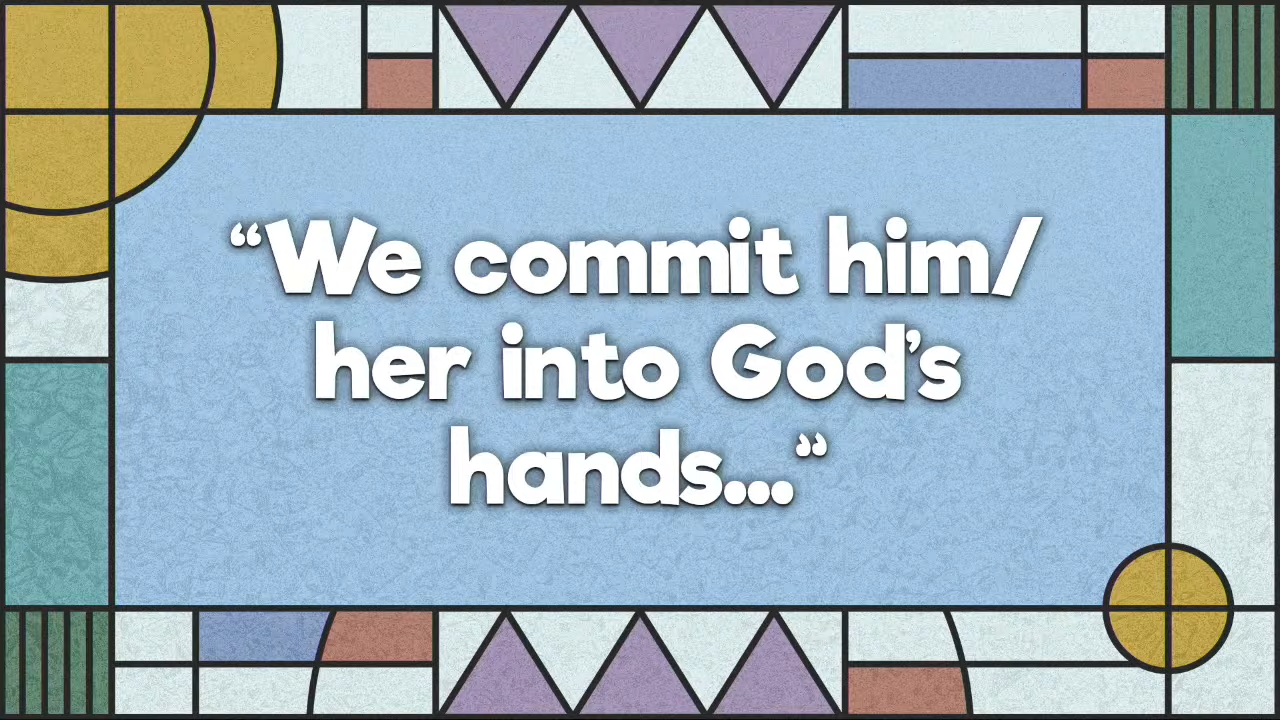 “We commit him/
her into God’s
hands...”